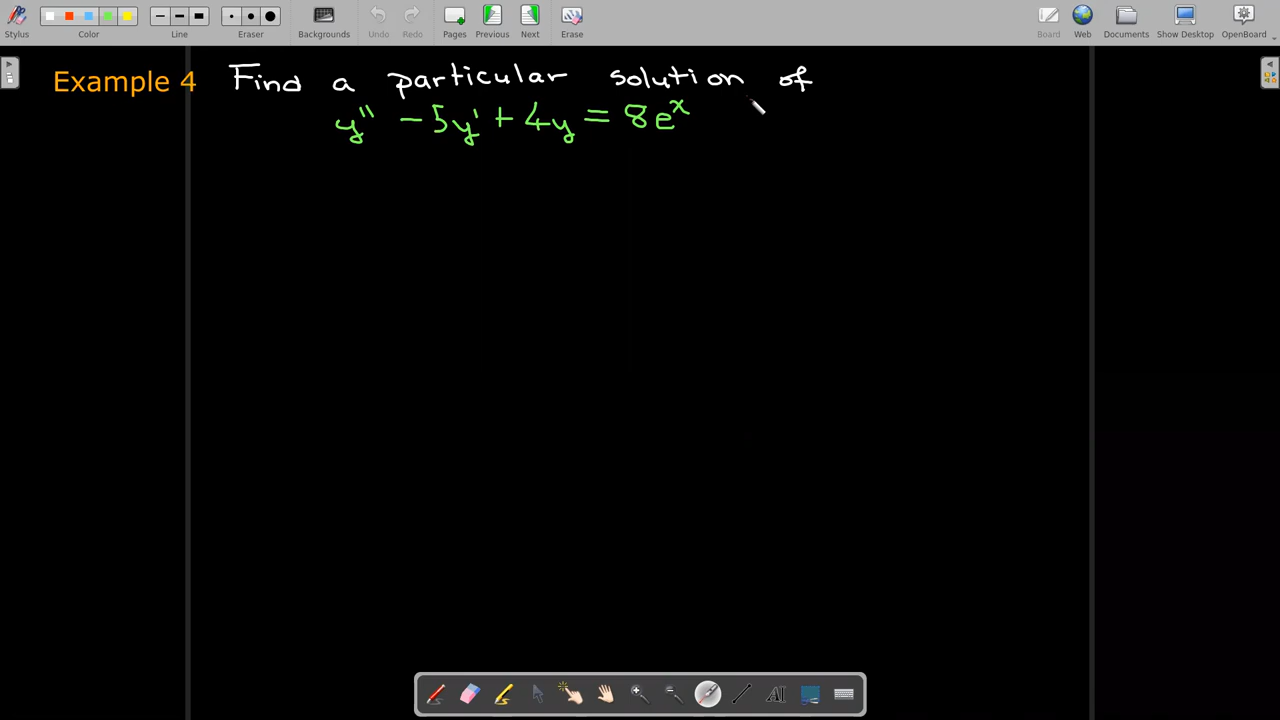 Stylus Color Line Eraser Backgrounds Undo Redo Pages Previous Next Erase Board Web Documents Show Desktop OpenBoard
Example 4 Find a particular solution of
y'' - 5y' + 4y = 8e^x
AI